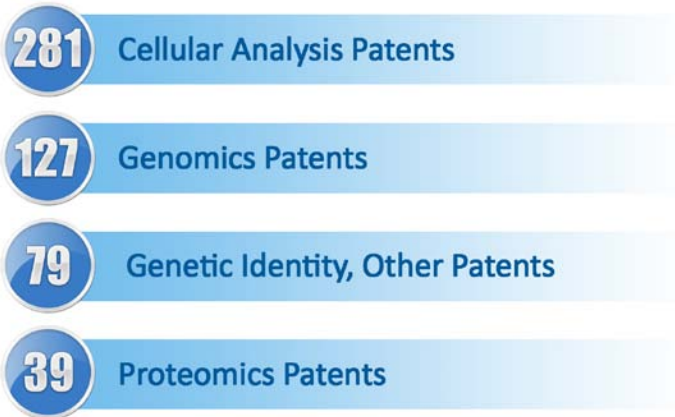 281 Cellular Analysis Patents
127 Genomics Patents
79 Genetic Identity, Other Patents
39 Proteomics Patents